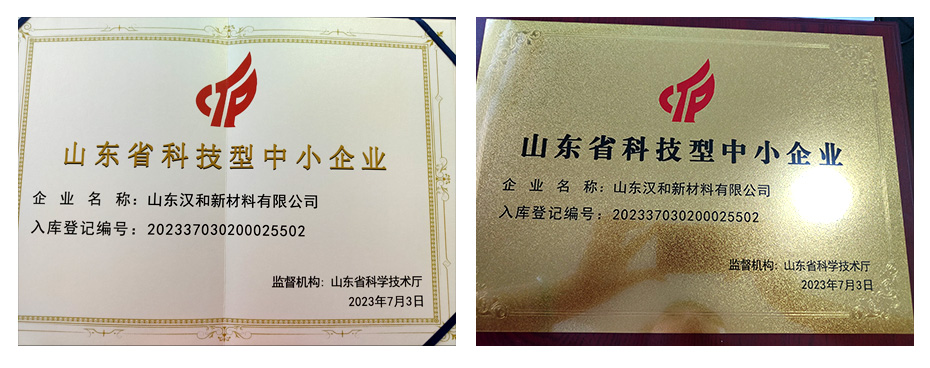 CTP
山东省科技型中小企业
企业名称：山东汉和新材料有限公司
入库登记编号：202337030200025502
监督机构：山东省科学技术厅
2023年7月3日
CTP
山东省科技型中小企业
企业名称：山东汉和新材料有限公司
入库登记编号：202337030200025502
监督机构：山东省科学技术厅
2023年7月3日